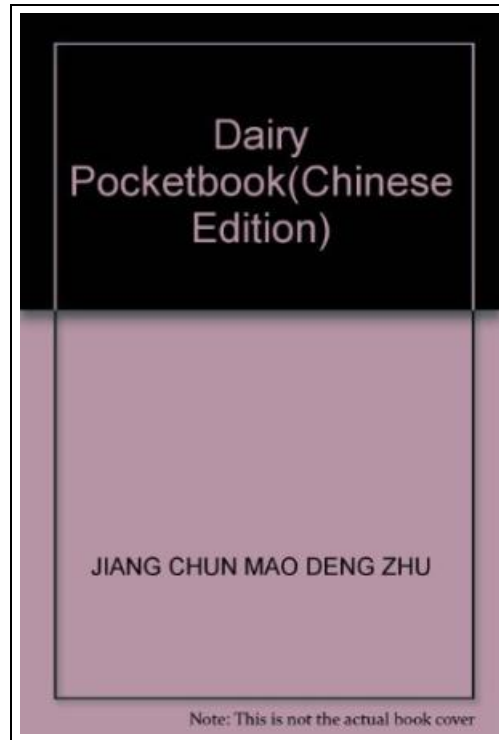 Dairy
Pocketbook(Chinese
Edition)
JIANG CHUN MAO DENG ZHU
Note: This is not the actual book cover